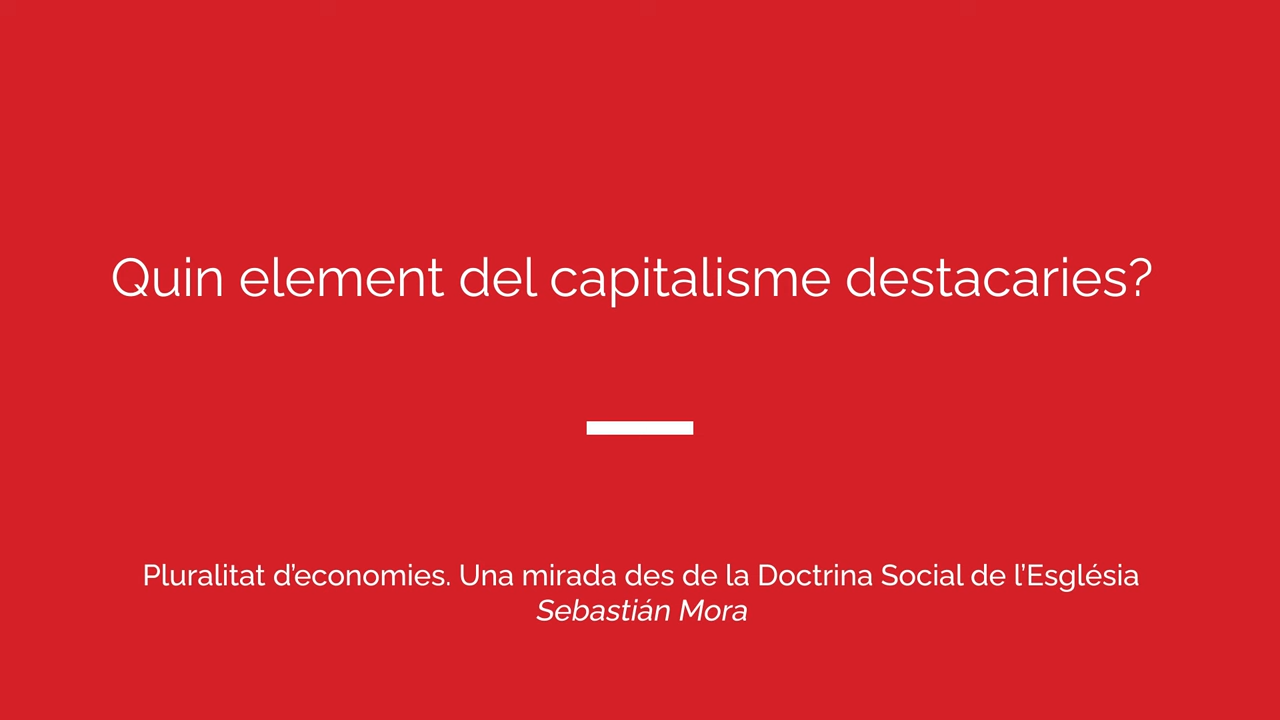 Quin element del capitalisme destacaries?
Pluralitat d’economies. Una mirada des de la Doctrina Social de l’Església
Sebastián Mora